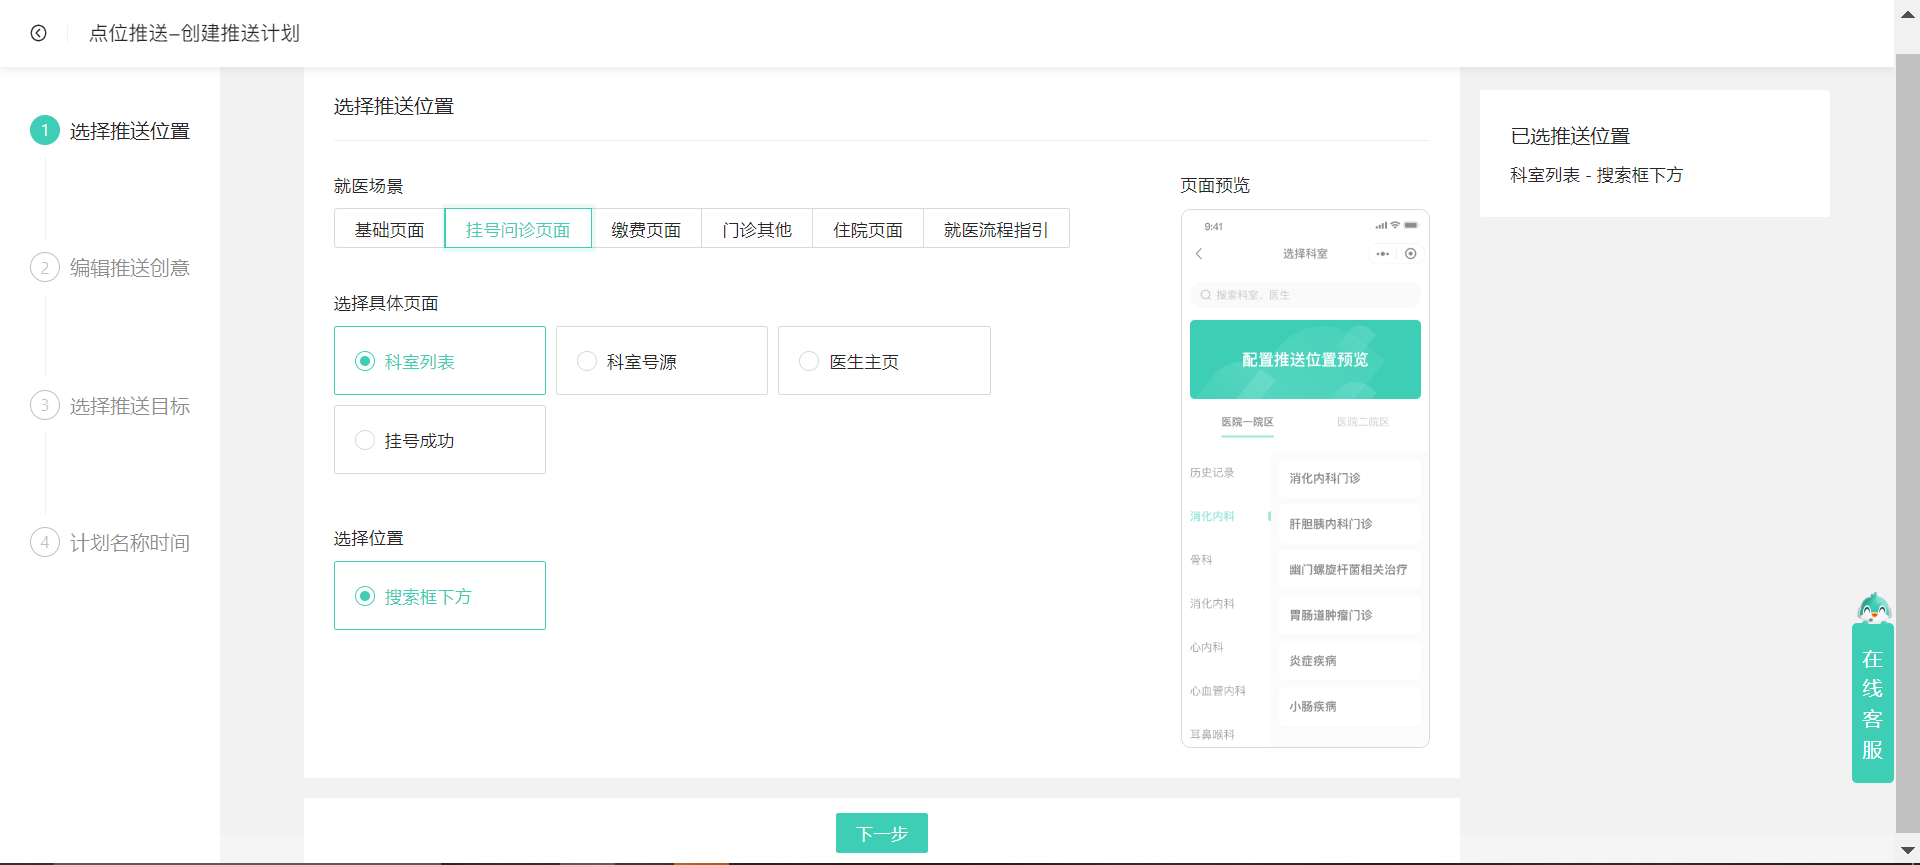 点位推送–创建推送计划
1 选择推送位置
2 编辑推送创意
3 选择推送目标
4 计划名称时间
选择推送位置
就医场景
基础页面 挂号问诊页面 缴费页面 门诊其他 住院页面 就医流程指引
选择具体页面
科室列表 科室号源 医生主页
挂号成功
选择位置
搜索框下方
页面预览
9:41
选择科室
搜索科室、医生
配置推送位置预览
医院一院区 医院二院区
历史记录
消化内科
骨科
消化内科
心内科
心血管内科
耳鼻喉科
消化内科门诊
肝胆胰内科门诊
幽门螺旋杆菌相关治疗
胃肠道肿瘤门诊
炎症疾病
小肠疾病
下一步
已选推送位置
科室列表 - 搜索框下方
在线客服